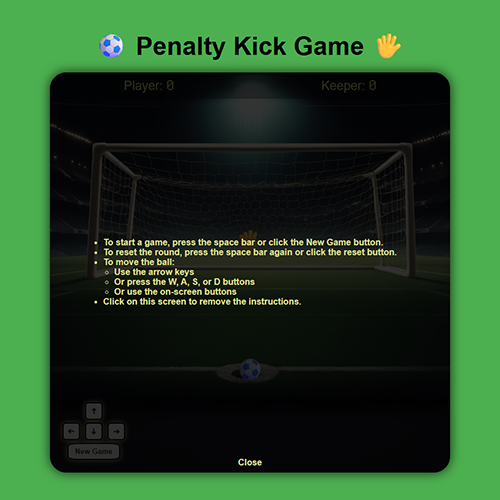 Penalty Kick Game
Player: 0
Keeper: 0
To start a game, press the space bar or click the New Game button.
To reset the round, press the space bar again or click the reset button.
To move the ball:
Use the arrow keys
Or press the W, A, S, or D buttons
Or use the on-screen buttons
Click on this screen to remove the instructions.
New Game
Close